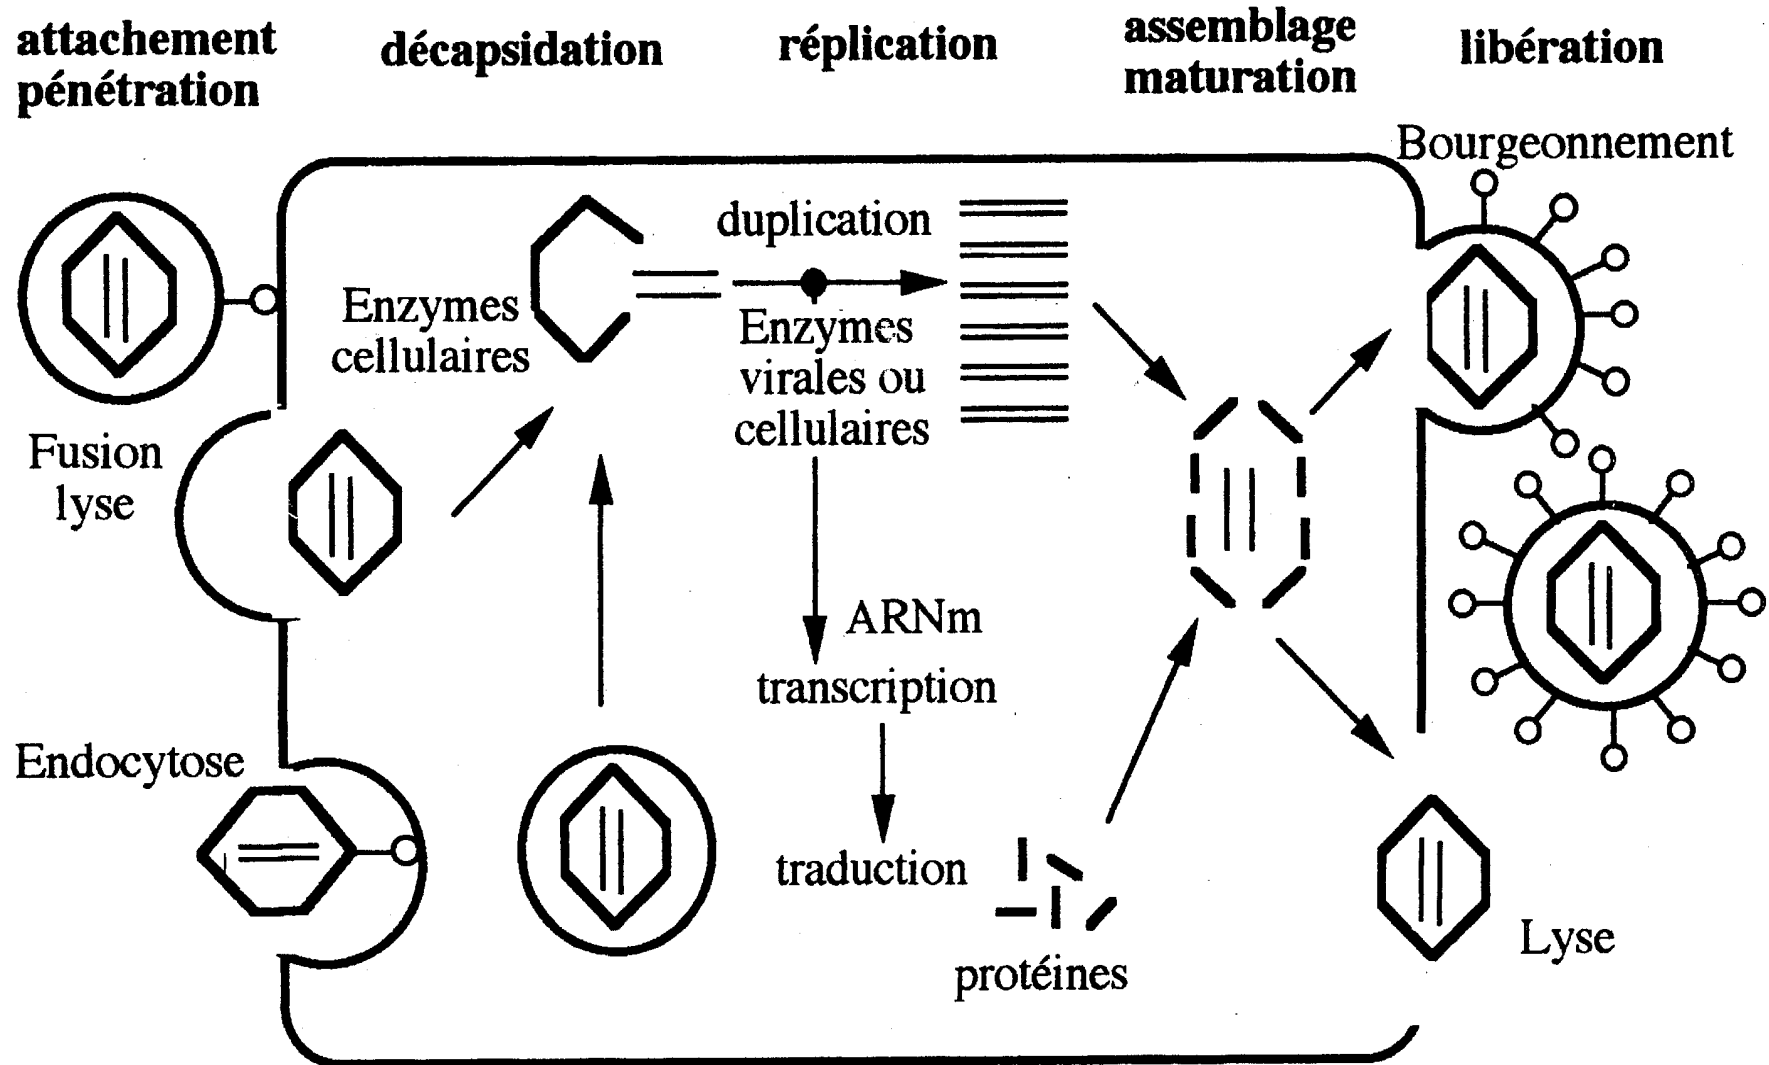 attachement
pénétration
décapsidation
réplication
assemblage
maturation
libération
Bourgeonnement
duplication
Enzymes
cellulaires
Enzymes
virales ou
cellulaires
Fusion
lyse
ARNm
transcription
Endocytose
traduction
protéines
Lyse